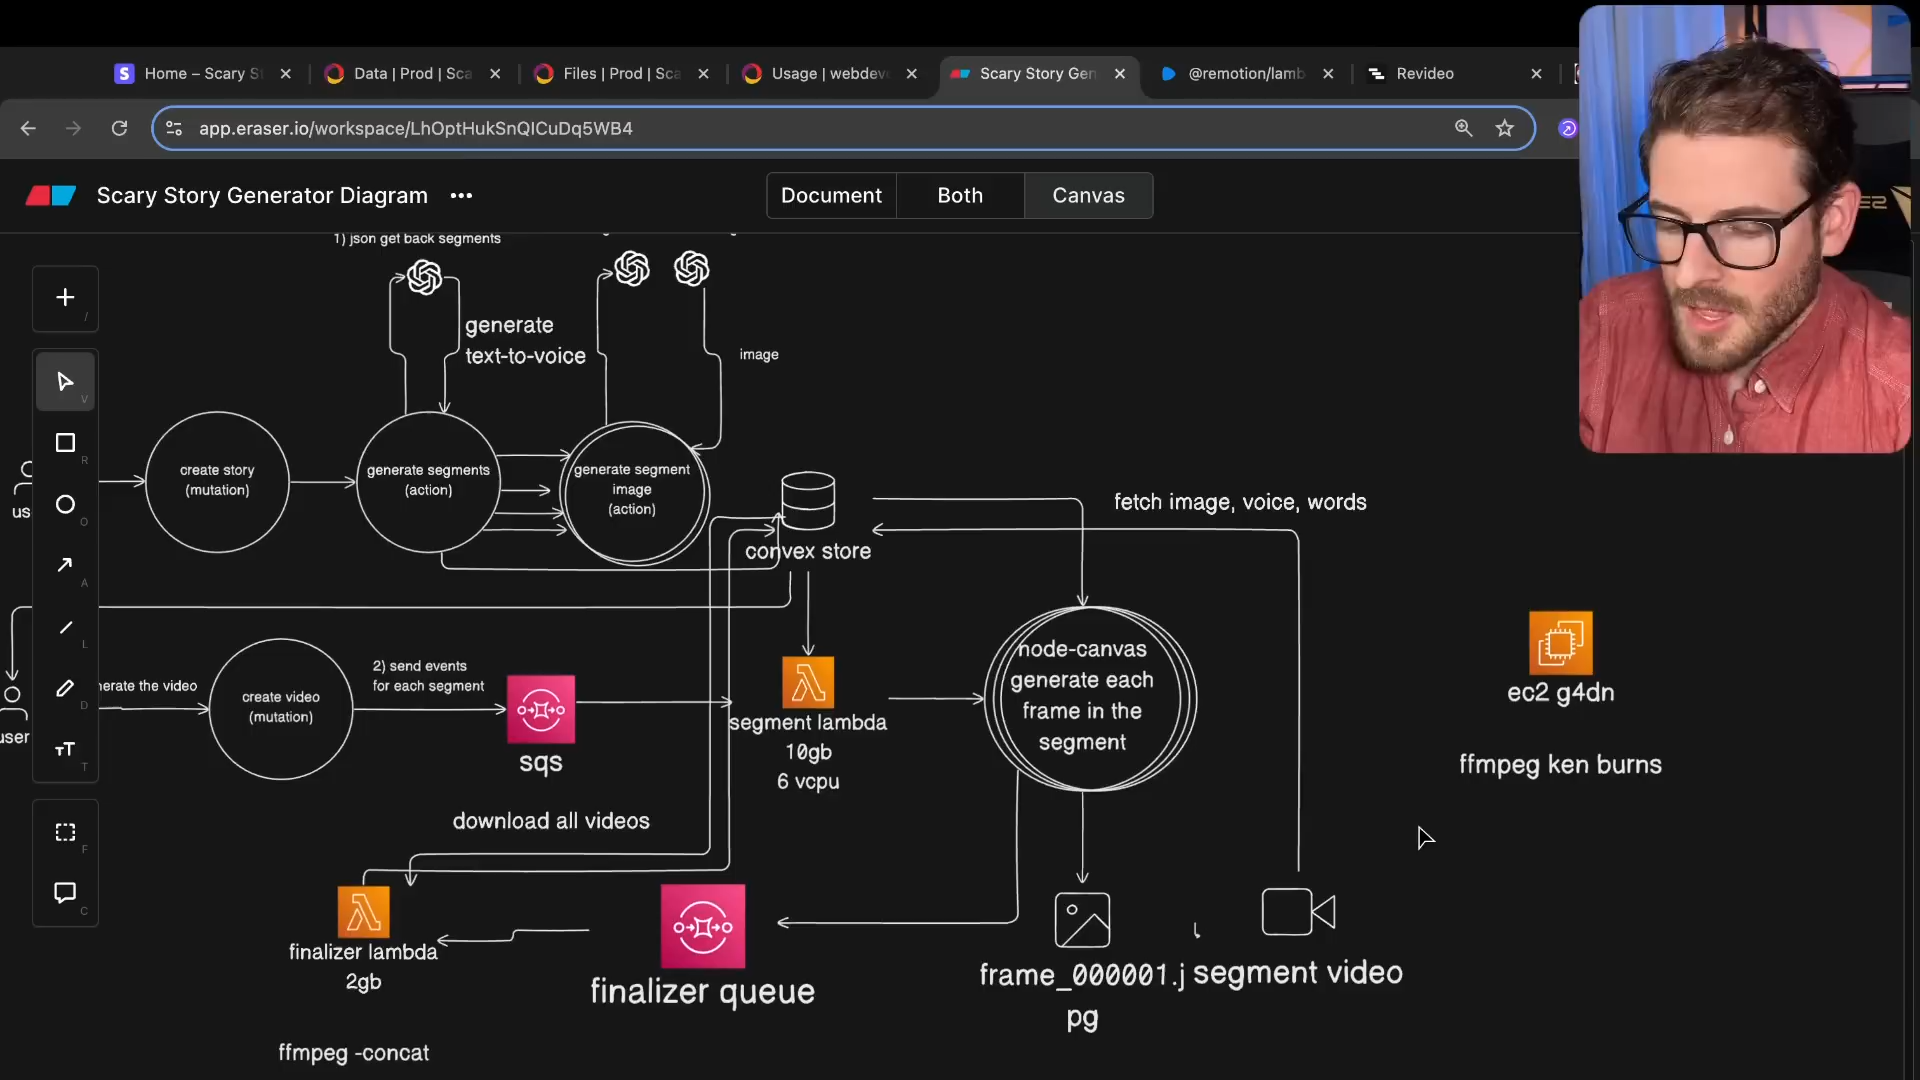 Home – Scary S
Data | Prod | Sca
Files | Prod | Sca
Usage | webdev
Scary Story Gen
@remotion/lamb
Revideo
app.eraser.io/workspace/LhOptHukSnQICuDq5WB4
Scary Story Generator Diagram
Document
Both
Canvas
1) json get back segments
generate
text-to-voice
image
create story
(mutation)
generate segments
(action)
generate segment
image
(action)
us
convex store
fetch image, voice, words
nerate the video
user
create video
(mutation)
2) send events
for each segment
sqs
segment lambda
10gb
6 vcpu
node-canvas
generate each
frame in the
segment
ec2 g4dn
ffmpeg ken burns
download all videos
finalizer lambda
2gb
finalizer queue
frame_000001.j
pg
segment video
ffmpeg -concat
/
V
R
O
A
L
D
T
F
C